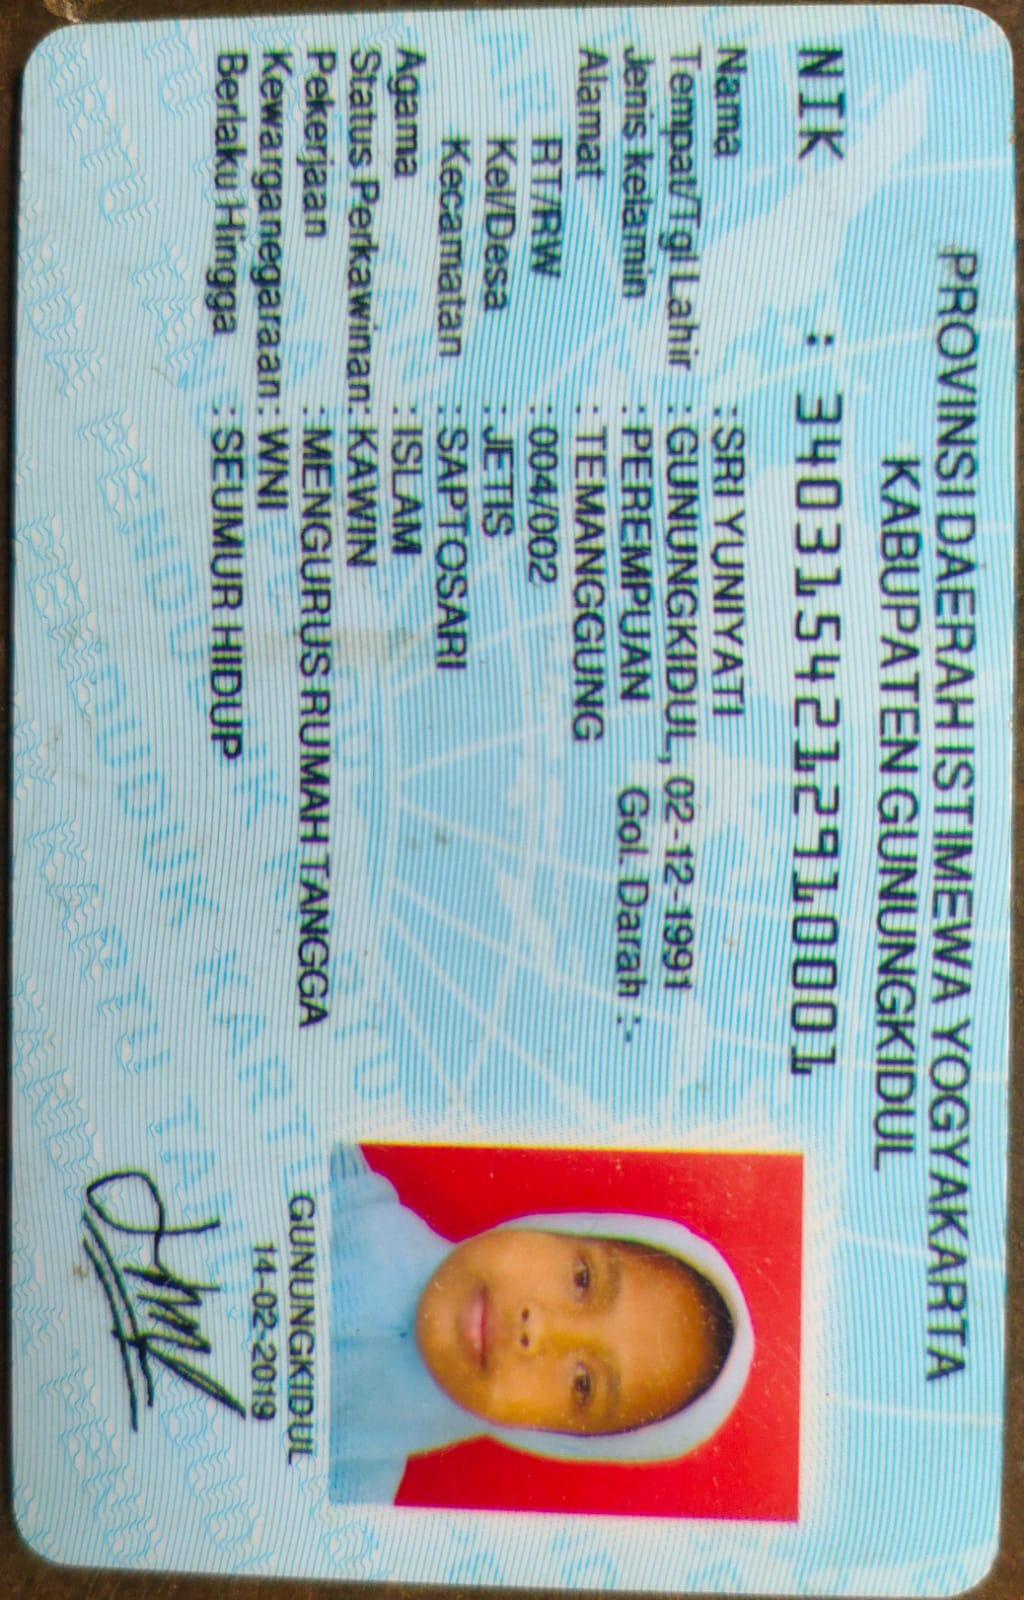 PROVINSI DAERAH ISTIMEWA YOGYAKARTA
KABUPATEN GUNUNGKIDUL
NIK : 3403154212910001
Nama : SRI YUNIYATI
Tempat/Tgl Lahir : GUNUNGKIDUL, 02-12-1991
Jenis kelamin : PEREMPUAN Gol. Darah :-
Alamat : TEMANGGUNG
RT/RW : 004/002
Kel/Desa : JETIS
Kecamatan : SAPTOSARI
Agama : ISLAM
Status Perkawinan: KAWIN
Pekerjaan : MENGURUS RUMAH TANGGA
Kewarganegaraan: WNI
Berlaku Hingga : SEUMUR HIDUP
GUNUNGKIDUL
14-02-2019